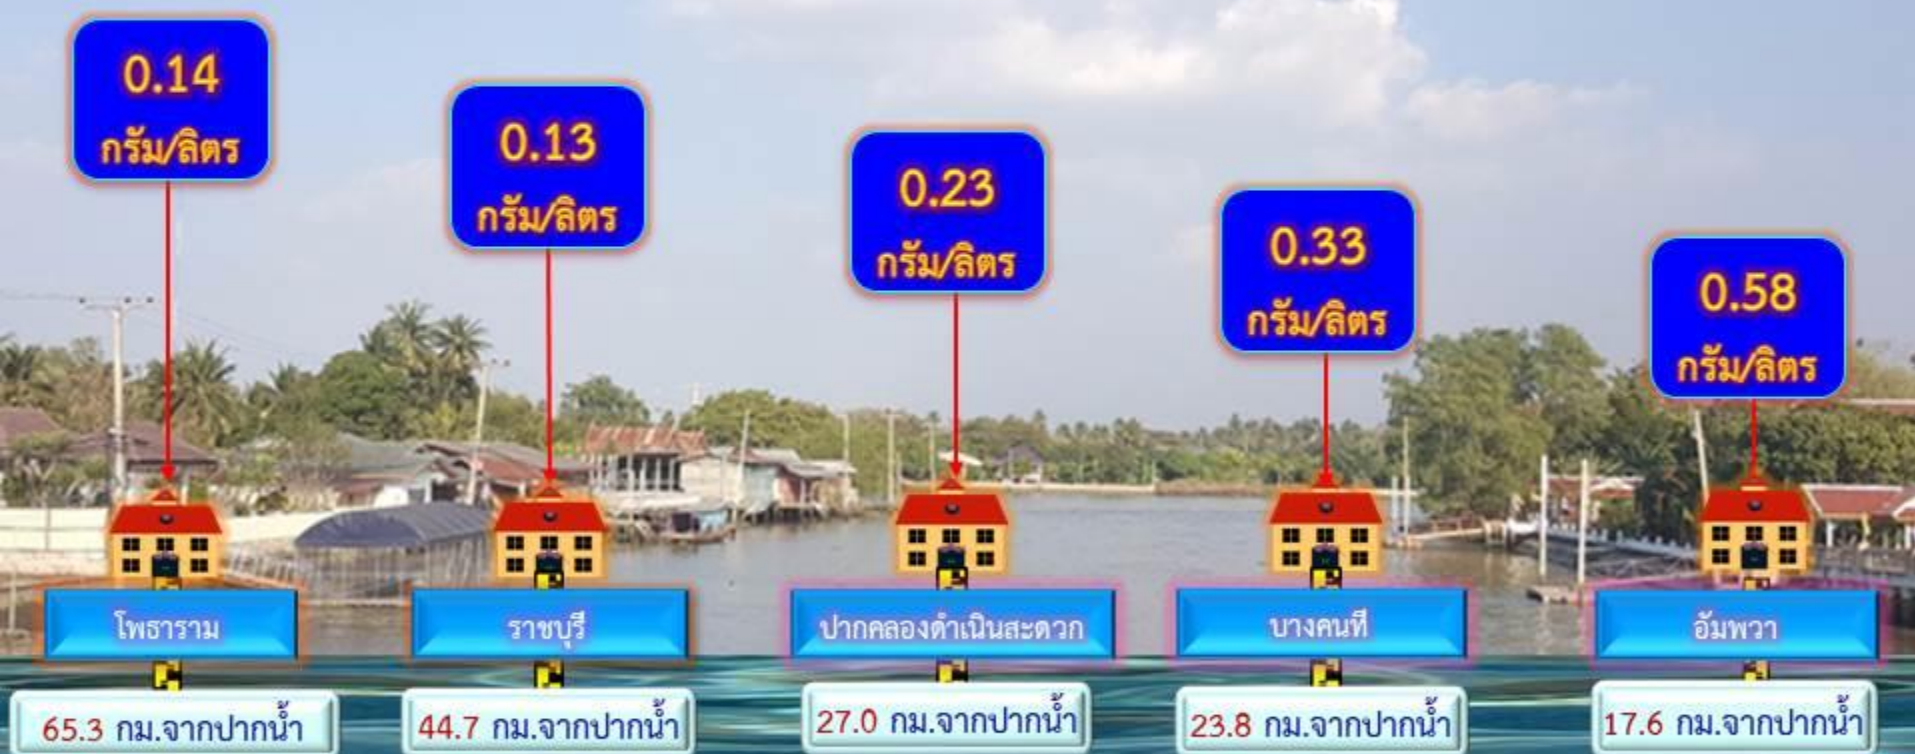 0.14
กรัม/ลิตร
0.13
กรัม/ลิตร
0.23
กรัม/ลิตร
0.33
กรัม/ลิตร
0.58
กรัม/ลิตร
โพธาราม
ราชบุรี
ปากคลองดำเนินสะดวก
บางคนที
อัมพวา
65.3 กม.จากปากน้ำ
44.7 กม.จากปากน้ำ
27.0 กม.จากปากน้ำ
23.8 กม.จากปากน้ำ
17.6 กม.จากปากน้ำ